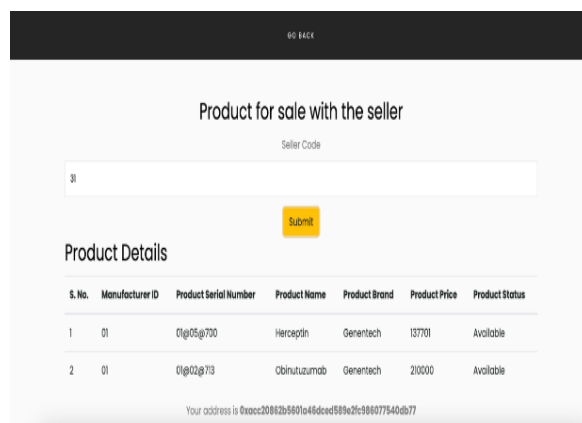 GO BACK
Product for sale with the seller
Seller Code
31
Submit
Product Details
S. No. Manufacturer ID Product Serial Number Product Name Product Brand Product Price Product Status
1 01 01@05@700 Herceptin Genentech 137701 Available
2 01 01@02@713 Obinutuzumab Genentech 210000 Available
Your address is 0xacc20862b5601a46dced589e2fc986077540db77